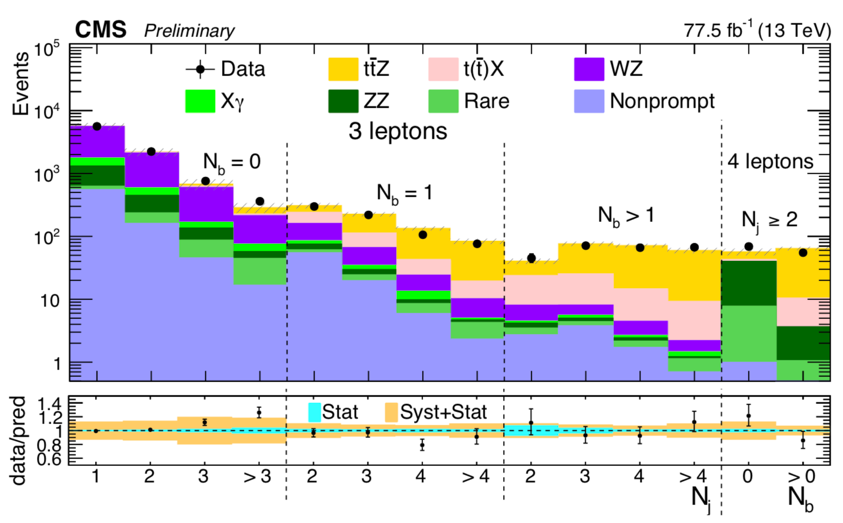 CMS Preliminary 77.5 fb⁻¹ (13 TeV)
Events
10⁵
10⁴
10³
10²
10
1
Data tt̄Z t(t̄)X WZ
Xγ ZZ Rare Nonprompt
3 leptons
4 leptons
N_b = 0
N_b = 1
N_b > 1
N_j ≥ 2
data/pred
1.4
1.2
1
0.8
0.6
Stat Syst+Stat
1 2 3 > 3 2 3 4 > 4 2 3 4 > 4 0 > 0
N_j N_b